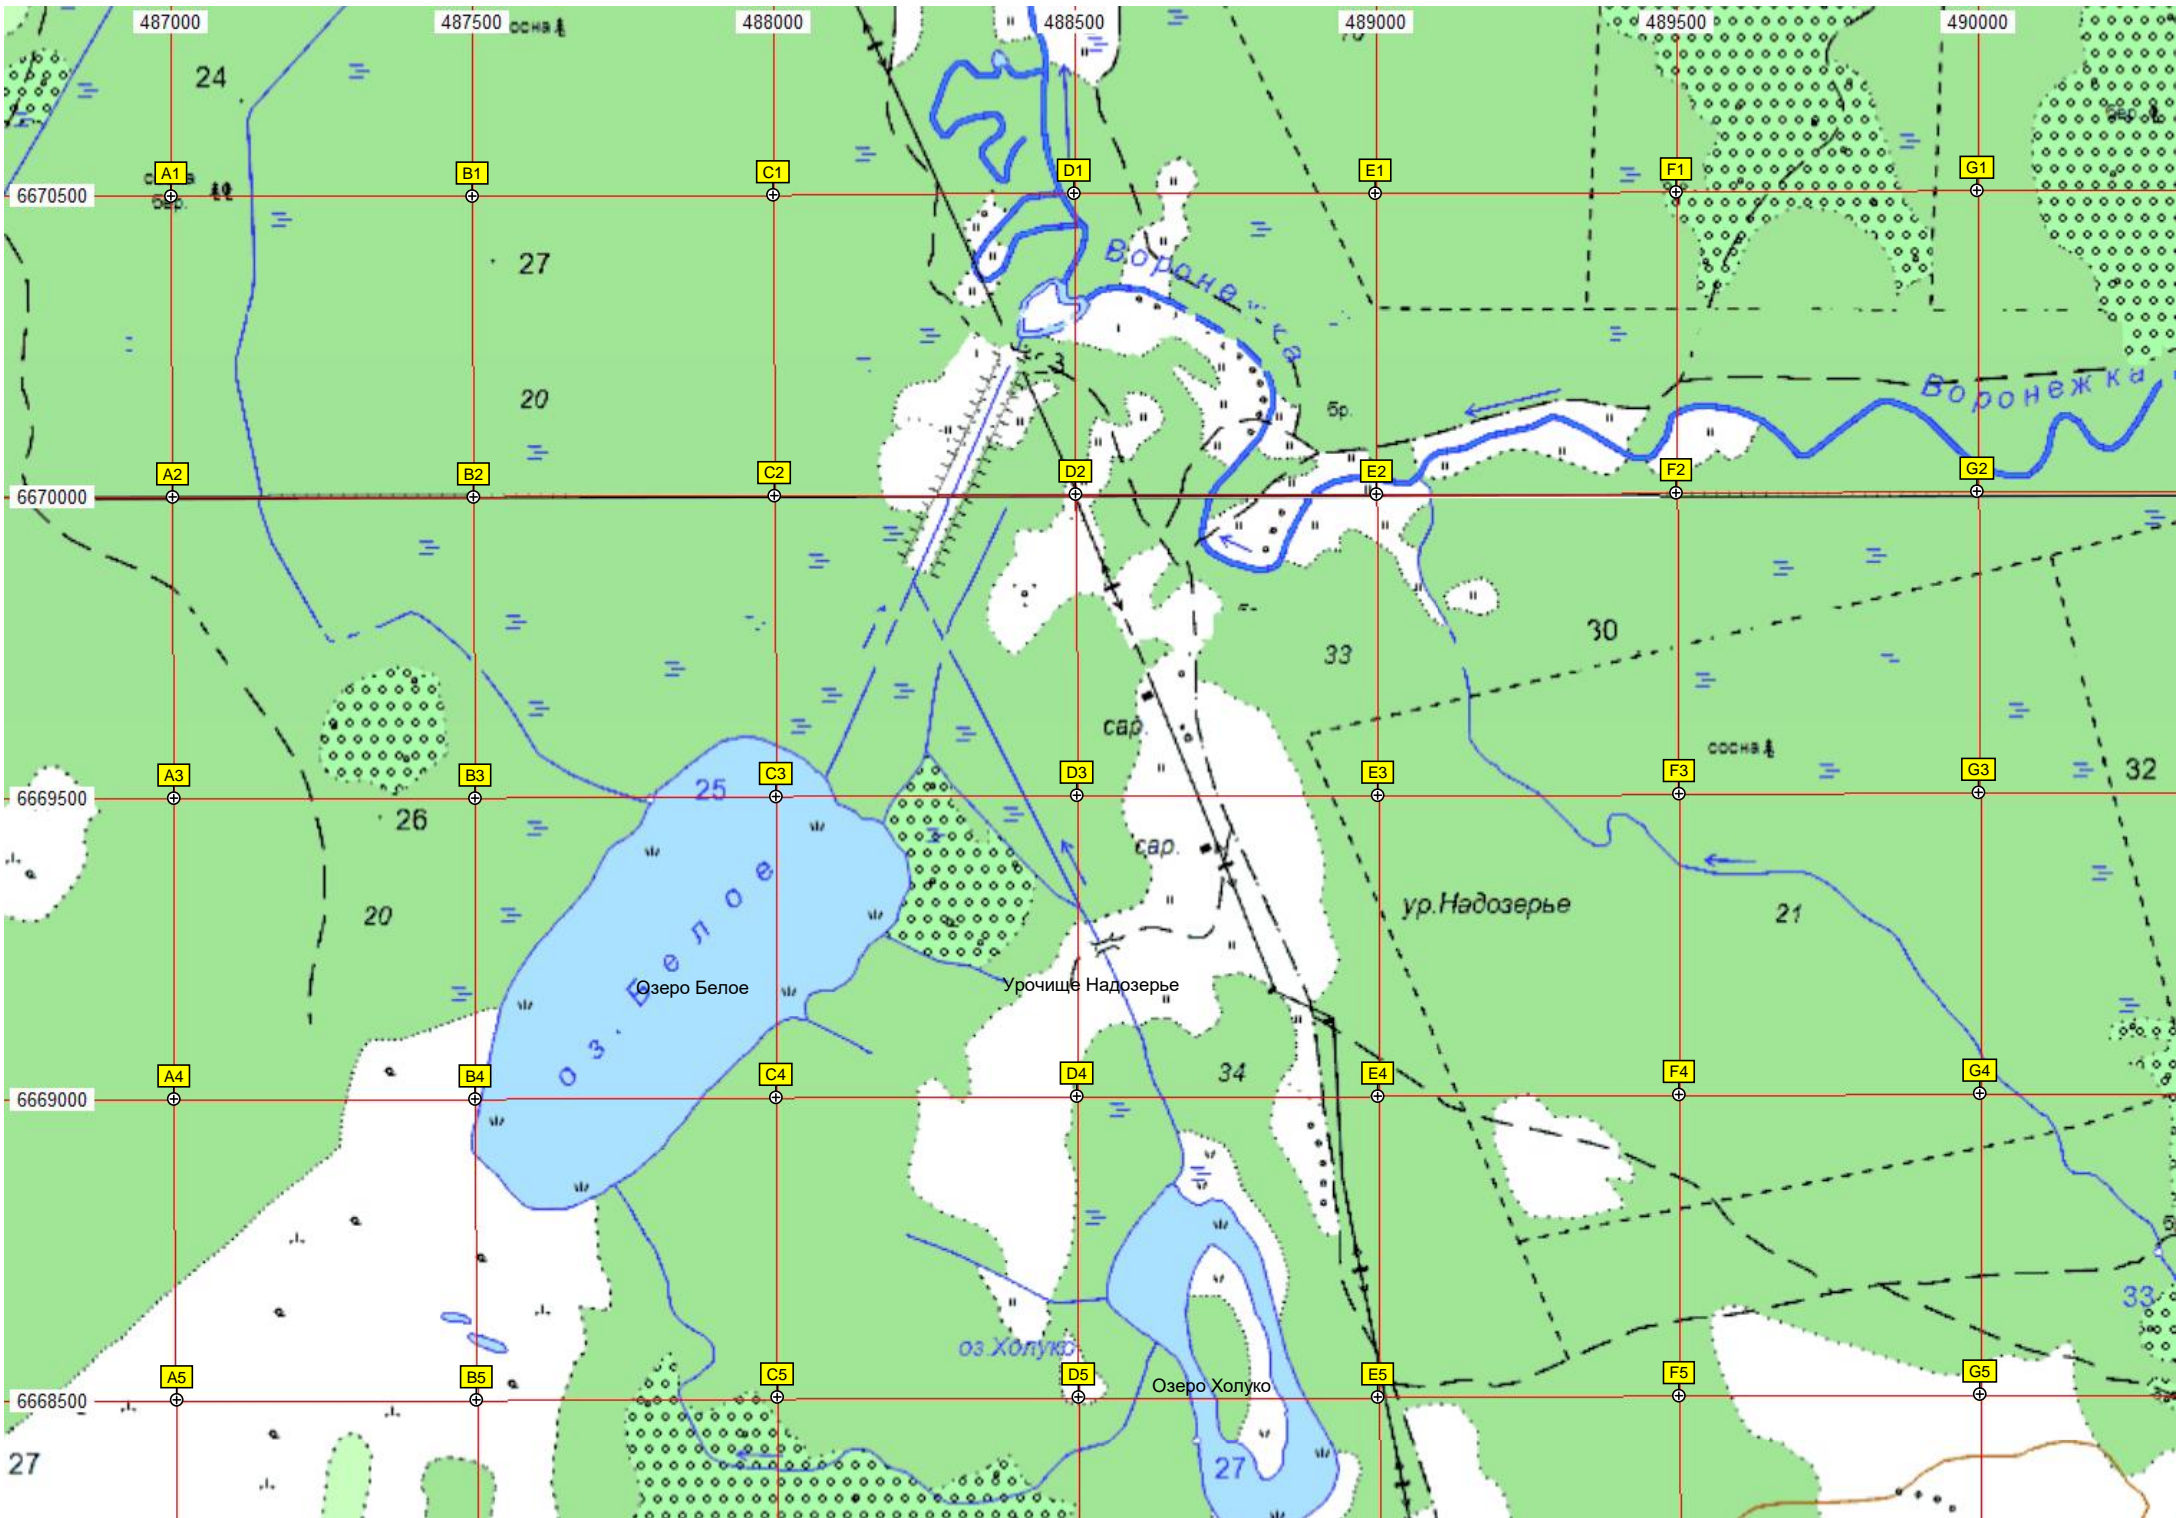 487000 487500 488000 488500 489000 489500 490000
сосна
24
A1 B1 C1 D1 E1 F1 G1
6670500
бер.
Воронежка
27
20
3
бр.
Воронежка
A2 B2 C2 D2 E2 F2 G2
6670000
30
33
сар.
сосна
32
A3 B3 C3 D3 E3 F3 G3
6669500
25
26
сар.
20
ур.Надозерье
21
оз. Белое
Озеро Белое
Урочище Надозерье
34
A4 B4 C4 D4 E4 F4 G4
6669000
33
оз.Холуко
Озеро Холуко
A5 B5 C5 D5 E5 F5 G5
6668500
27
27